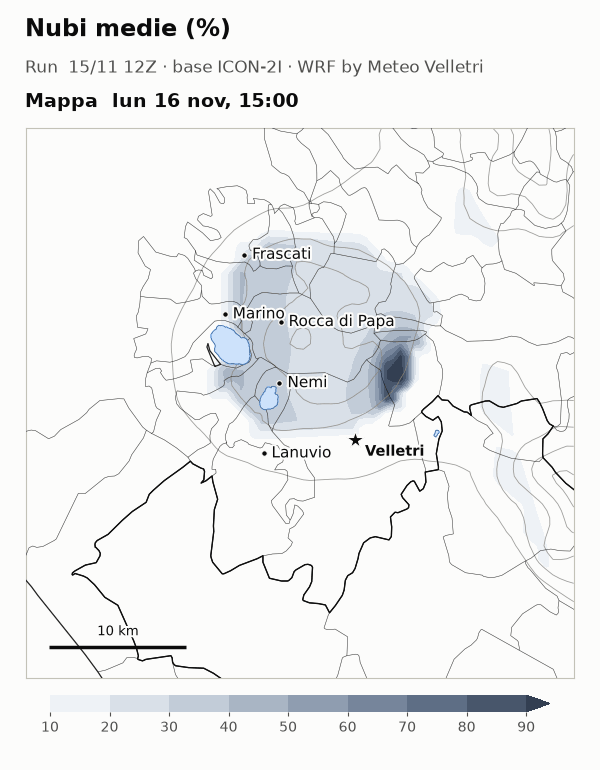 Nubi medie (%)
Run  15/11 12Z · base ICON-2I · WRF by Meteo Velletri
Mappa  lun 16 nov, 15:00
Frascati
Marino
Rocca di Papa
Nemi
Velletri
Lanuvio
10 km
10 20 30 40 50 60 70 80 90